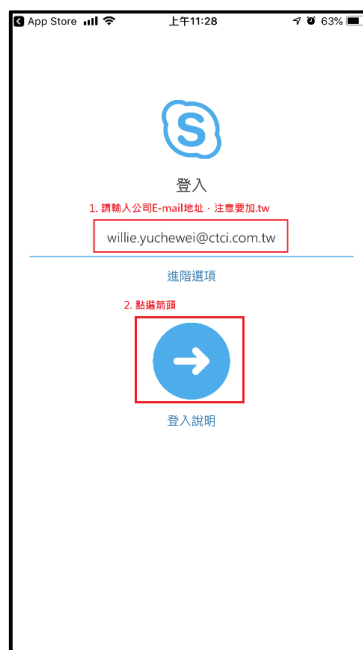 App Store 上午11:28 63%
S
登入
1. 請輸入公司E-mail地址，注意要加.tw
willie.yuchewei@ctci.com.tw
進階選項
2. 點選箭頭
登入說明